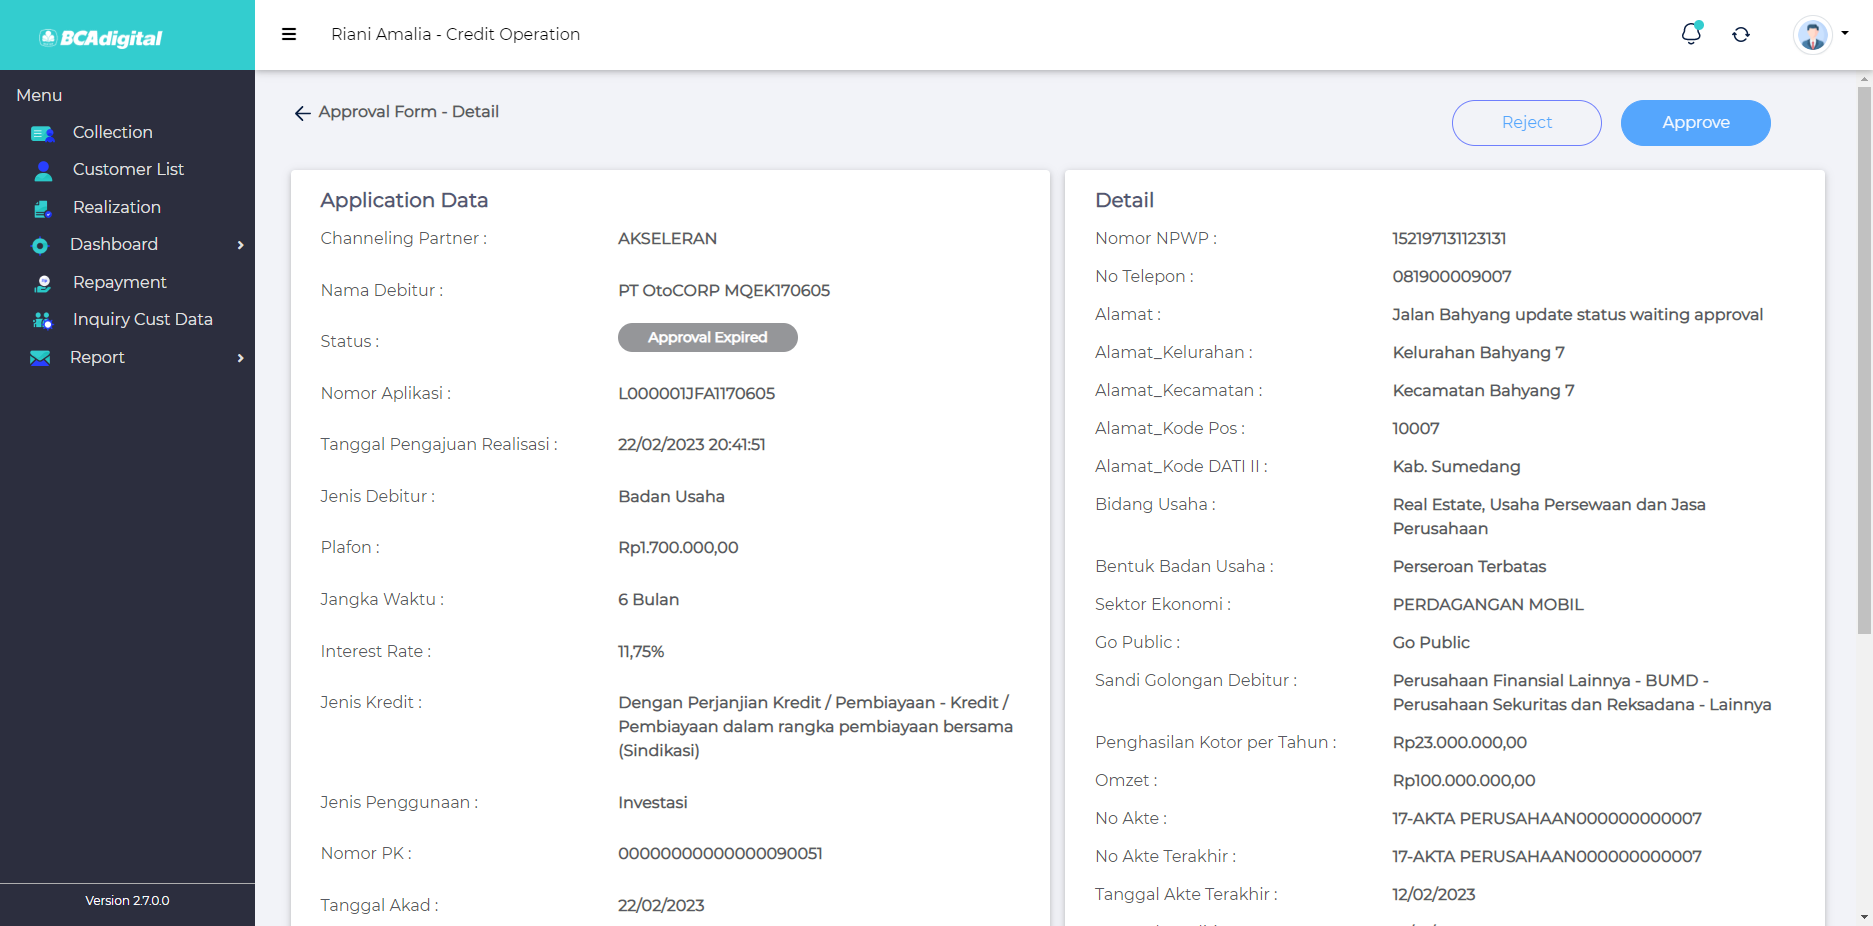 BCAdigital
Riani Amalia - Credit Operation
Menu
Collection
Customer List
Realization
Dashboard
Repayment
Inquiry Cust Data
Report
Version 2.7.0.0
Approval Form - Detail
Reject
Approve
Application Data
Channeling Partner : AKSELERAN
Nama Debitur : PT OtoCORP MQEK170605
Status : Approval Expired
Nomor Aplikasi : L000001JFA1170605
Tanggal Pengajuan Realisasi : 22/02/2023 20:41:51
Jenis Debitur : Badan Usaha
Plafon : Rp1.700.000,00
Jangka Waktu : 6 Bulan
Interest Rate : 11,75%
Jenis Kredit : Dengan Perjanjian Kredit / Pembiayaan - Kredit /
Pembiayaan dalam rangka pembiayaan bersama
(Sindikasi)
Jenis Penggunaan : Investasi
Nomor PK : 00000000000000090051
Tanggal Akad : 22/02/2023
Detail
Nomor NPWP : 152197131123131
No Telepon : 081900009007
Alamat : Jalan Bahyang update status waiting approval
Alamat_Kelurahan : Kelurahan Bahyang 7
Alamat_Kecamatan : Kecamatan Bahyang 7
Alamat_Kode Pos : 10007
Alamat_Kode DATI II : Kab. Sumedang
Bidang Usaha : Real Estate, Usaha Persewaan dan Jasa
Perusahaan
Bentuk Badan Usaha : Perseroan Terbatas
Sektor Ekonomi : PERDAGANGAN MOBIL
Go Public : Go Public
Sandi Golongan Debitur : Perusahaan Finansial Lainnya - BUMD -
Perusahaan Sekuritas dan Reksadana - Lainnya
Penghasilan Kotor per Tahun : Rp23.000.000,00
Omzet : Rp100.000.000,00
No Akte : 17-AKTA PERUSAHAAN000000000007
No Akte Terakhir : 17-AKTA PERUSAHAAN000000000007
Tanggal Akte Terakhir : 12/02/2023